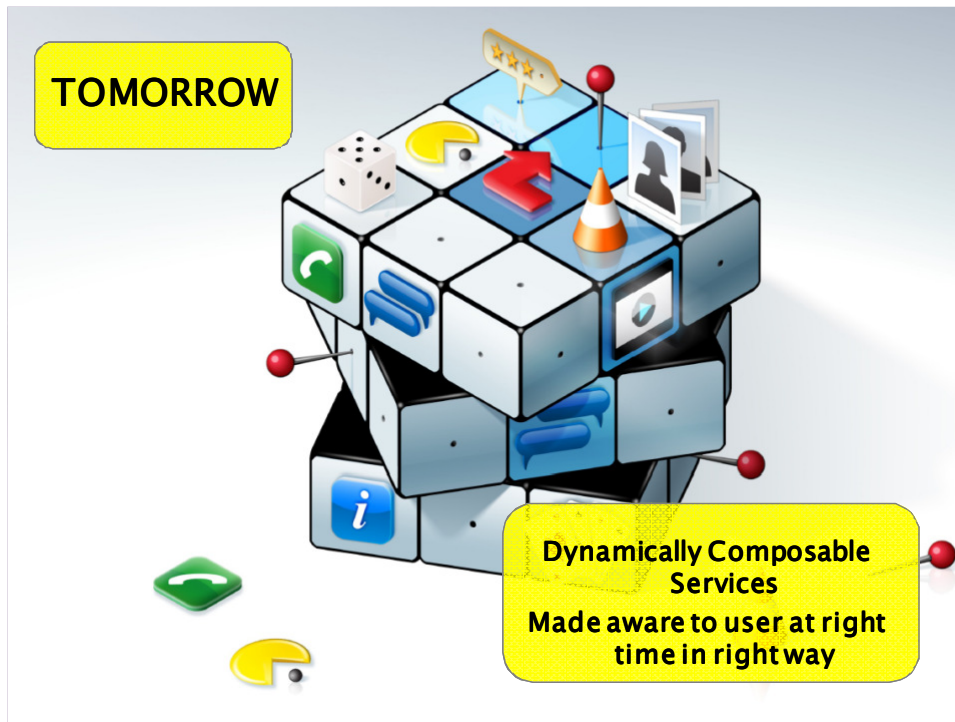 TOMORROW
i
Dynamically Composable
Services
Made aware to user at right
time in right way